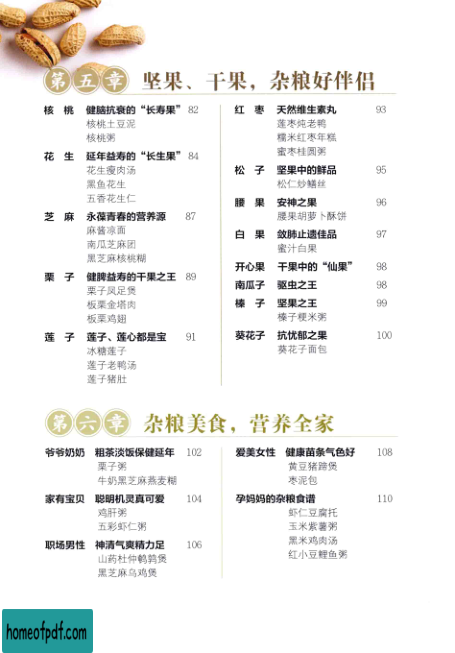 第五章 坚果、干果，杂粮好伴侣
核 桃 健脑抗衰的“长寿果” 82
核桃土豆泥
核桃粥
花 生 延年益寿的“长生果” 84
花生瘦肉汤
黑鱼花生
五香花生仁
芝 麻 永葆青春的营养源 87
麻酱凉面
南瓜芝麻团
黑芝麻核桃糊
栗 子 健脾益寿的干果之王 89
栗子凤足煲
板栗金塔肉
板栗鸡翅
莲 子 莲子、莲心都是宝 91
冰糖莲子
莲子老鸭汤
莲子猪肚
红 枣 天然维生素丸 93
莲枣炖老鸭
糯米红枣年糕
蜜枣桂圆粥
松 子 坚果中的鲜品 95
松仁炒鳝丝
腰 果 安神之果 96
腰果胡萝卜酥饼
白 果 敛肺止遗佳品 97
蜜汁白果
开心果 干果中的“仙果” 98
南瓜子 驱虫之王 98
榛 子 坚果之王 99
榛子粳米粥
葵花子 抗忧郁之果 100
葵花子面包
第六章 杂粮美食，营养全家
爷爷奶奶 粗茶淡饭保健延年 102
栗子粥
牛奶黑芝麻燕麦糊
家有宝贝 聪明机灵真可爱 104
鸡肝粥
五彩虾仁粥
职场男性 神清气爽精力足 106
山药杜仲鹌鹑煲
黑芝麻乌鸡煲
爱美女性 健康苗条气色好 108
黄豆猪蹄煲
枣泥包
孕妈妈的杂粮食谱 110
虾仁豆腐托
玉米紫薯粥
黑米鸡肉汤
红小豆鲤鱼粥
homeofpdf.com